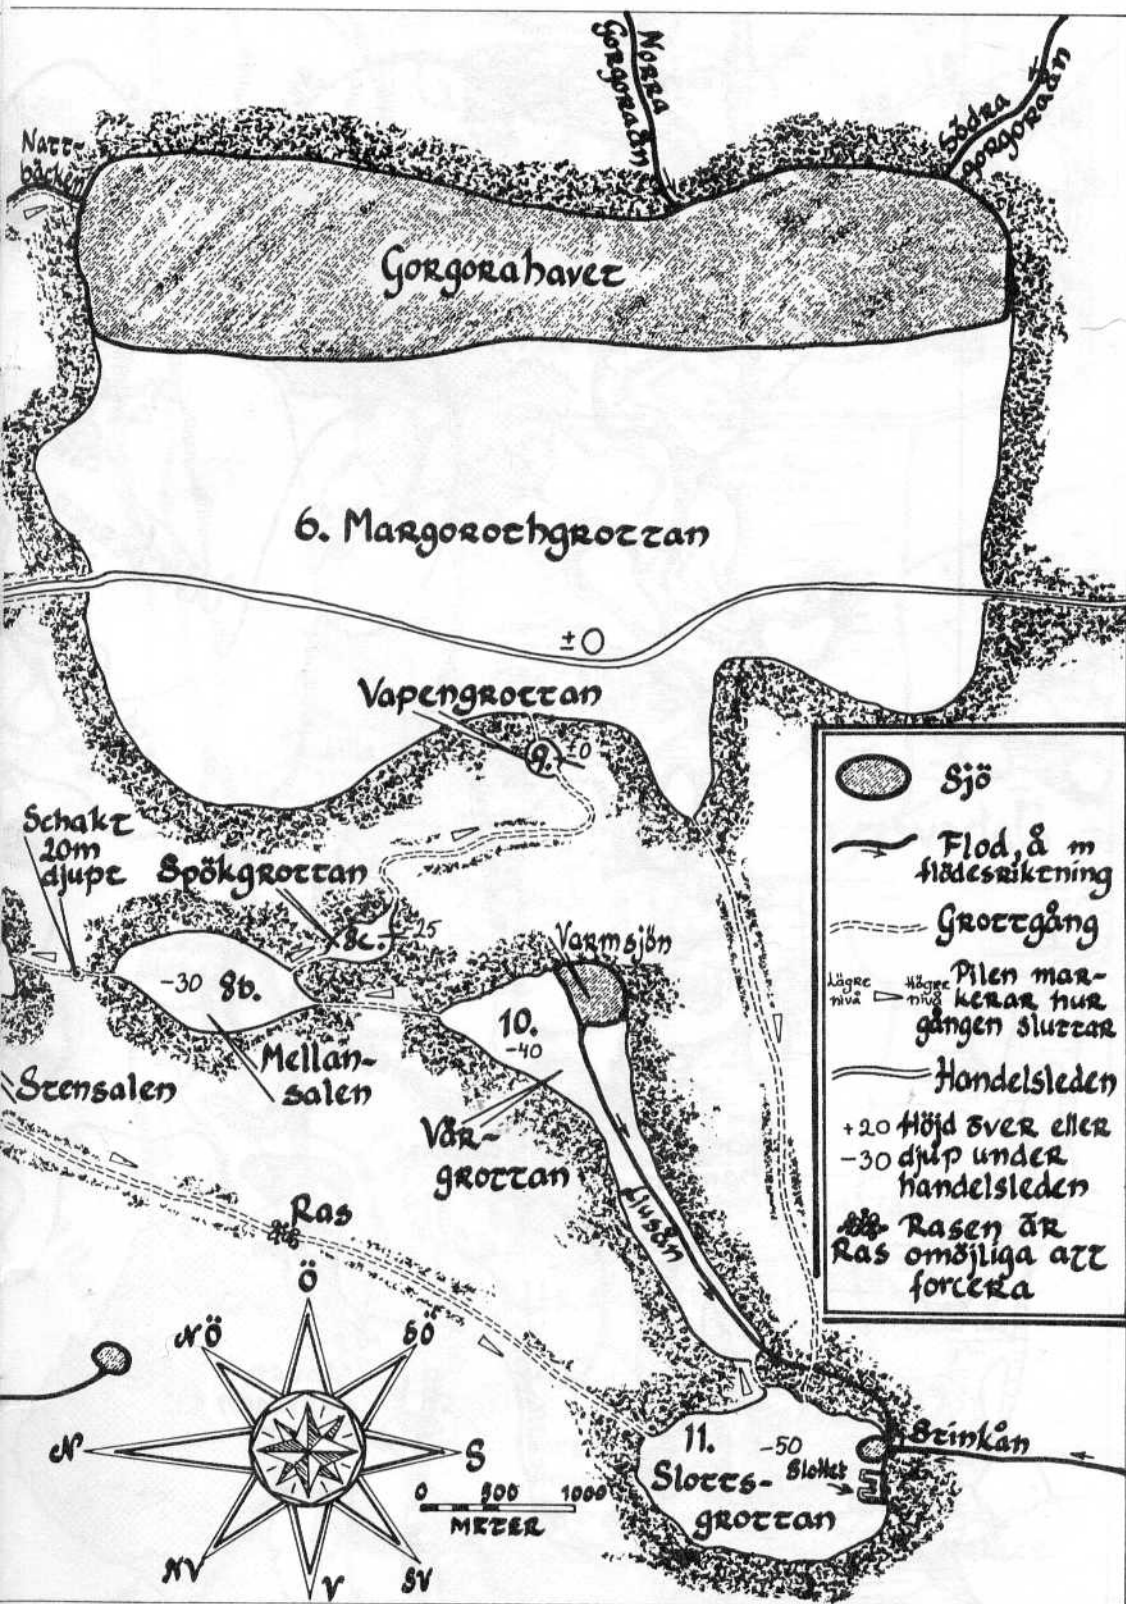 Norra
Gorgoraån
Södra
gorgoraån
Natt-
bäcken
Gorgorahavet
6. Margorothgrottan
±0
Vapengrottan
9.
±0
Schakt
20m
djupt
Spökgrottan
8c.
-25
-30
8b.
Mellan-
salen
Stensalen
Varmsjön
10.
-40
Vår-
grottan
Ljusån
Ras
Ö
NÖ
SÖ
N
S
NV
SV
V
0 500 1000
METER
11.
-50
Slotts-
grottan
Slottet
Stinkån
Sjö
Flod, å m
flödesriktning
Grottgång
Lägre
nivå
Högre
nivå
Pilen mar-
kerar hur
gången sluttar
Handelsleden
+20 Höjd över eller
-30 djup under
handelsleden
Rasen är
Ras omöjliga att
forcera